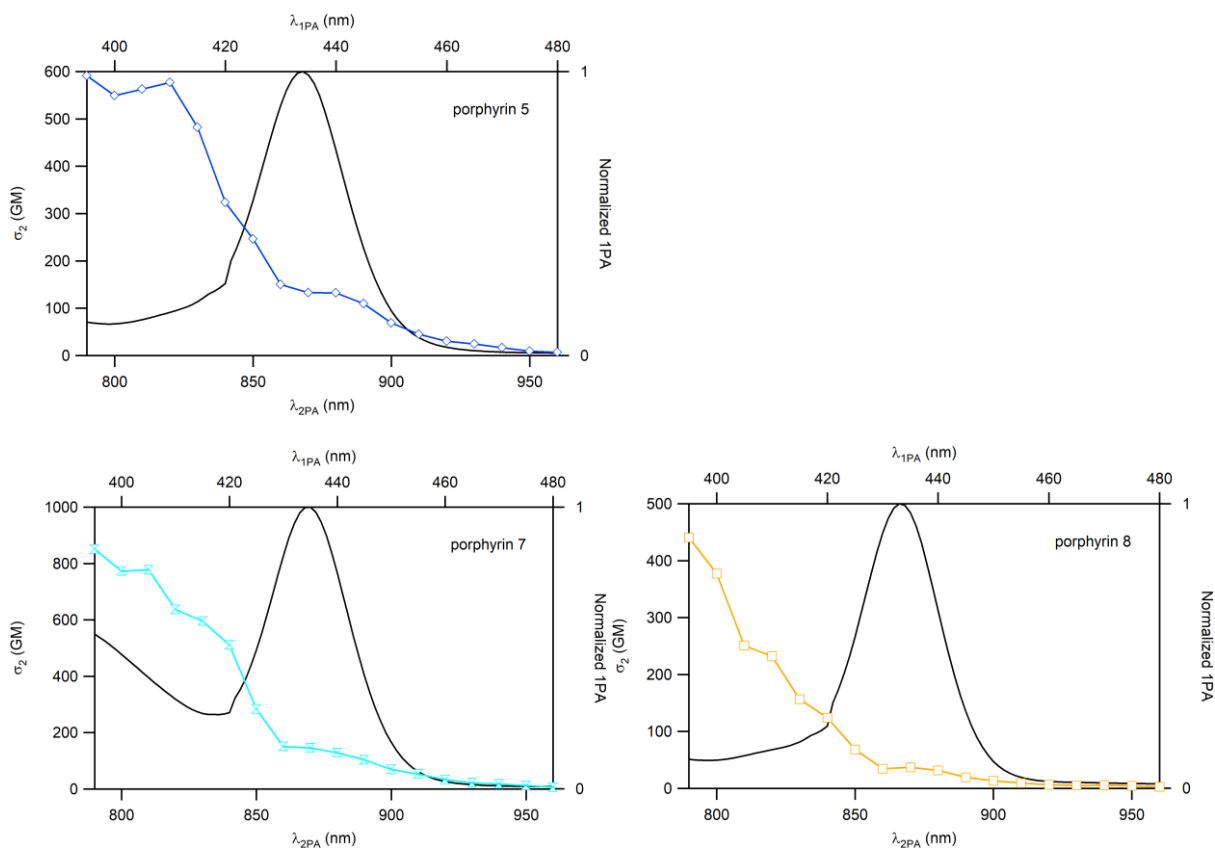 λ1PA (nm)
400 420 440 460 480
600 1
porphyrin 5
500
400
300
200
100
0 0
σ2 (GM)
Normalized 1PA
800 850 900 950
λ2PA (nm)
λ1PA (nm)
400 420 440 460 480
1000 1
porphyrin 7
800
600
400
200
0 0
σ2 (GM)
Normalized 1PA
800 850 900 950
λ2PA (nm)
λ1PA (nm)
400 420 440 460 480
500 1
porphyrin 8
400
300
200
100
0 0
σ2 (GM)
Normalized 1PA
800 850 900 950
λ2PA (nm)